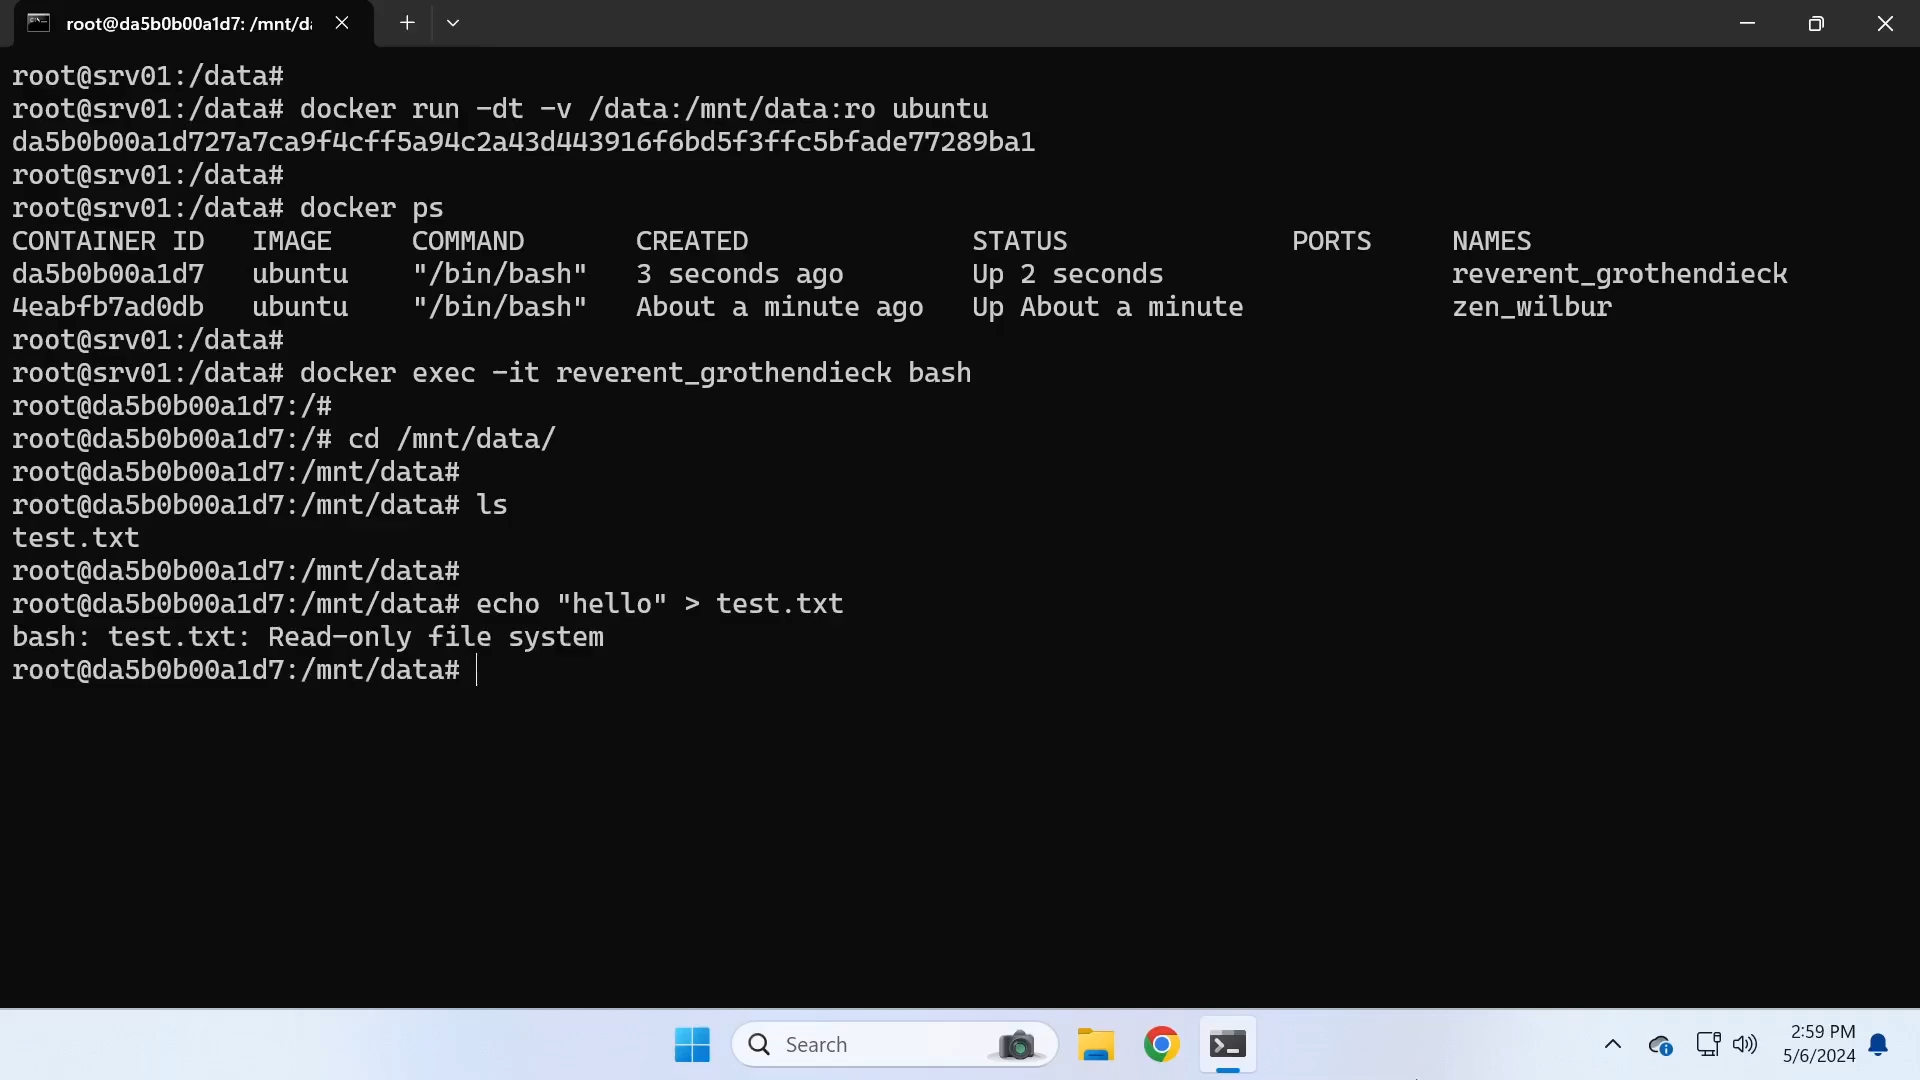 root@da5b0b00a1d7: /mnt/da
root@srv01:/data#
root@srv01:/data# docker run -dt -v /data:/mnt/data:ro ubuntu
da5b0b00a1d727a7ca9f4cff5a94c2a43d443916f6bd5f3ffc5bfade77289ba1
root@srv01:/data#
root@srv01:/data# docker ps
CONTAINER ID   IMAGE     COMMAND       CREATED              STATUS              PORTS     NAMES
da5b0b00a1d7   ubuntu    "/bin/bash"   3 seconds ago        Up 2 seconds                  reverent_grothendieck
4eabfb7ad0db   ubuntu    "/bin/bash"   About a minute ago   Up About a minute             zen_wilbur
root@srv01:/data#
root@srv01:/data# docker exec -it reverent_grothendieck bash
root@da5b0b00a1d7:/#
root@da5b0b00a1d7:/# cd /mnt/data/
root@da5b0b00a1d7:/mnt/data#
root@da5b0b00a1d7:/mnt/data# ls
test.txt
root@da5b0b00a1d7:/mnt/data#
root@da5b0b00a1d7:/mnt/data# echo "hello" > test.txt
bash: test.txt: Read-only file system
root@da5b0b00a1d7:/mnt/data#
Search
2:59 PM
5/6/2024